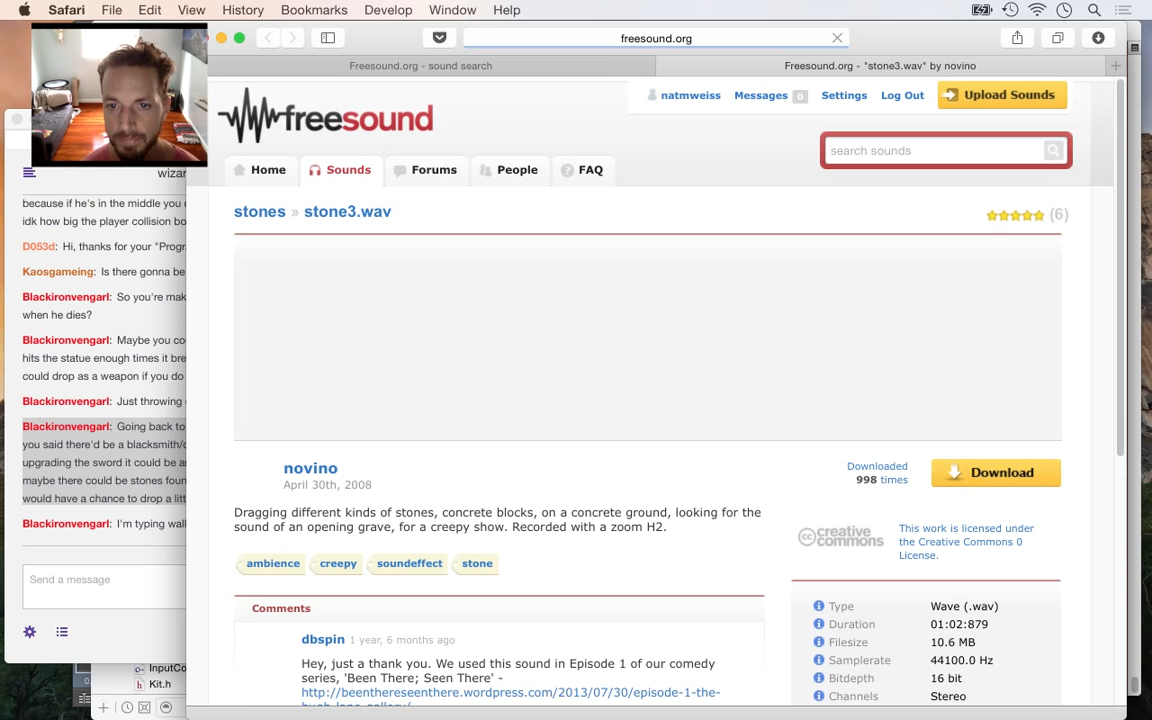 Safari File Edit View History Bookmarks Develop Window Help
freesound.org
Freesound.org - sound search
Freesound.org - "stone3.wav" by novino
natmweiss Messages 0 Settings Log Out Upload Sounds
freesound
search sounds
Home Sounds Forums People FAQ
stones » stone3.wav
(6)
novino
April 30th, 2008
Downloaded
998 times
Download
Dragging different kinds of stones, concrete blocks, on a concrete ground, looking for the
sound of an opening grave, for a creepy show. Recorded with a zoom H2.
creative
commons
This work is licensed under
the Creative Commons 0
License.
ambience creepy soundeffect stone
Comments
dbspin 1 year, 6 months ago
Hey, just a thank you. We used this sound in Episode 1 of our comedy
series, 'Been There; Seen There' -
http://beenthereseenthere.wordpress.com/2013/07/30/episode-1-the-
Type Wave (.wav)
Duration 01:02:879
Filesize 10.6 MB
Samplerate 44100.0 Hz
Bitdepth 16 bit
Channels Stereo
wizar
because if he's in the middle you
idk how big the player collision bo
D053d: Hi, thanks for your "Progr
Kaosgameing: Is there gonna be
Blackironvengarl: So you're mak
when he dies?
Blackironvengarl: Maybe you co
hits the statue enough times it bre
could drop as a weapon if you do
Blackironvengarl: Just throwing
Blackironvengarl: Going back to
you said there'd be a blacksmith/
upgrading the sword it could be a
maybe there could be stones foun
would have a chance to drop a litt
Blackironvengarl: I'm typing wall
Send a message
InputCo
Kit.h